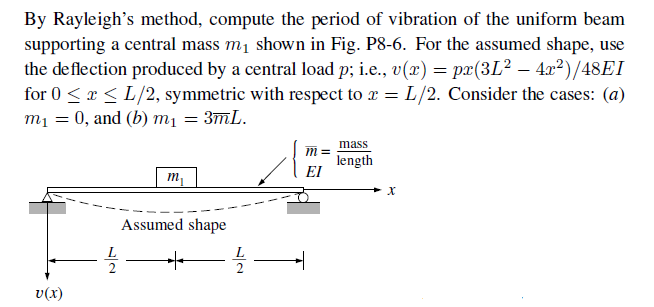 By Rayleigh's method, compute the period of vibration of the uniform beam
supporting a central mass m₁ shown in Fig. P8-6. For the assumed shape, use
the deflection produced by a central load p; i.e., v(x) = px(3L² − 4x²)/48EI
for 0 ≤ x ≤ L/2, symmetric with respect to x = L/2. Consider the cases: (a)
m₁ = 0, and (b) m₁ = 3m̅L.
m̅ = mass/length
EI
m₁
x
Assumed shape
L/2 L/2
v(x)